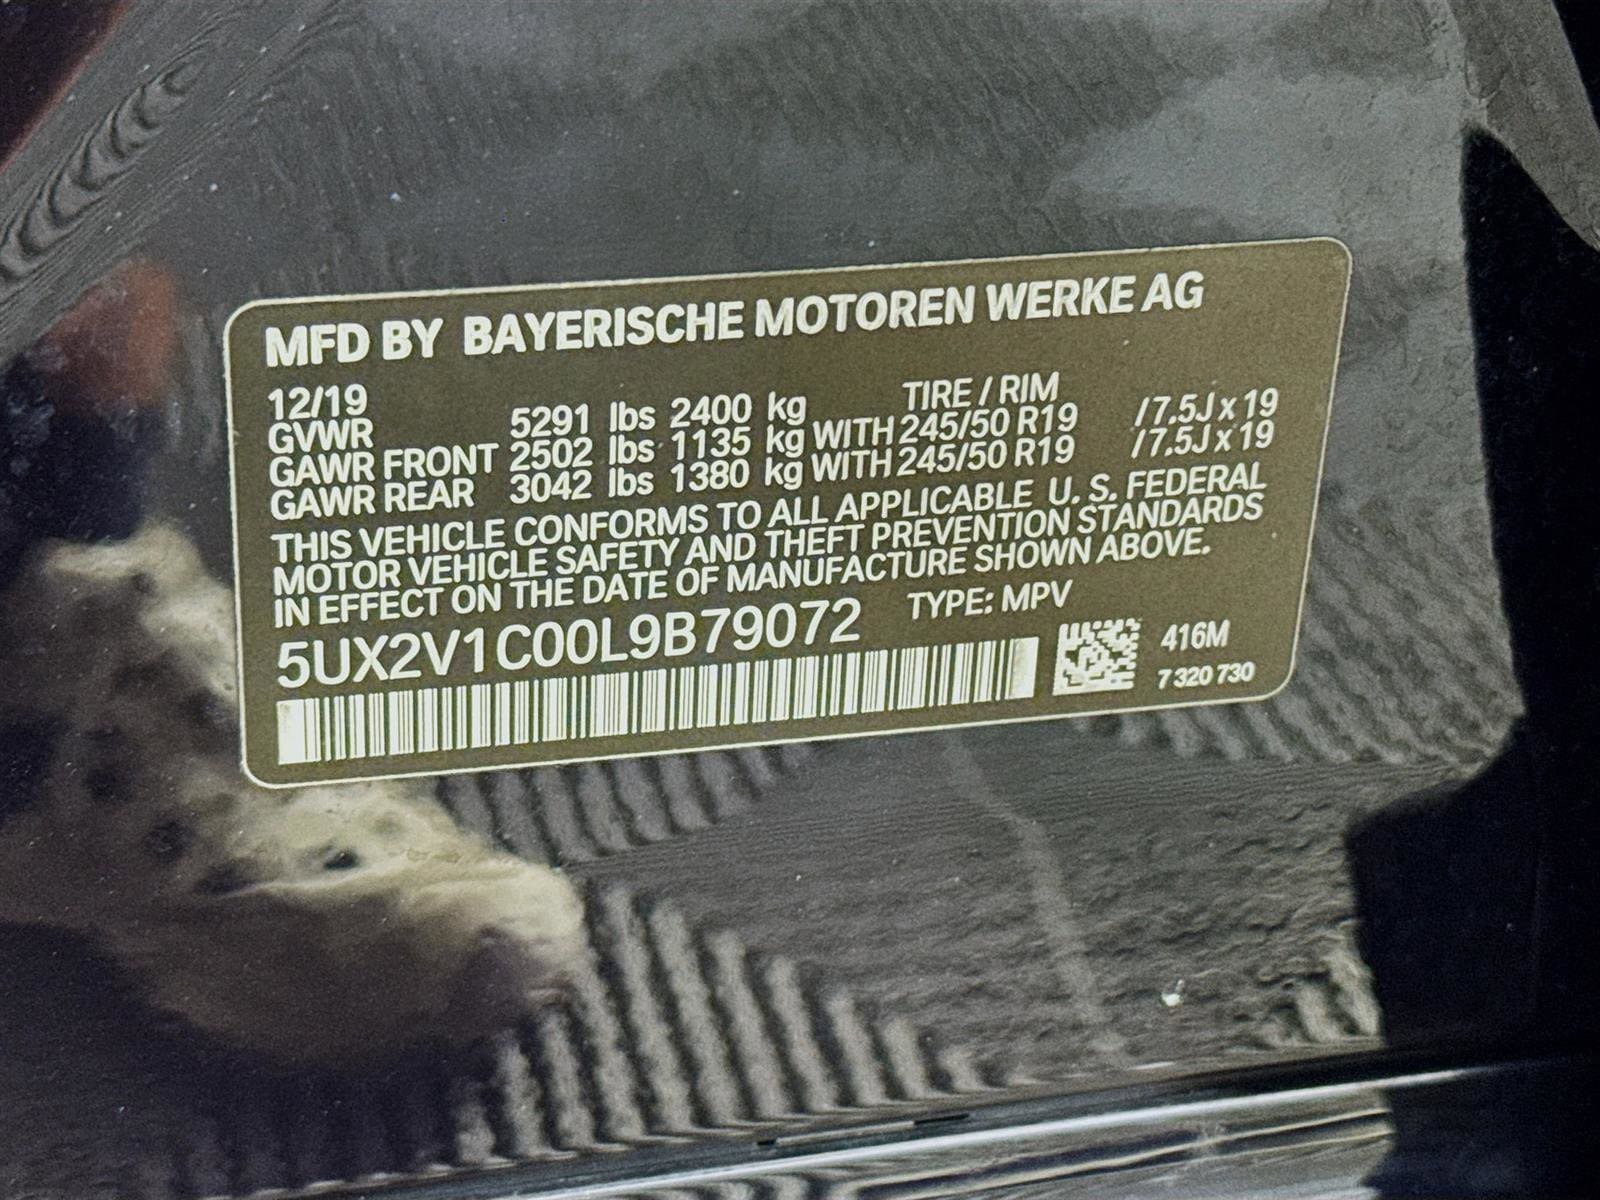 MFD BY BAYERISCHE MOTOREN WERKE AG
12/19 TIRE / RIM
GVWR 5291 lbs 2400 kg
GAWR FRONT 2502 lbs 1135 kg WITH 245/50 R19 / 7.5J x 19
GAWR REAR 3042 lbs 1380 kg WITH 245/50 R19 / 7.5J x 19
THIS VEHICLE CONFORMS TO ALL APPLICABLE U. S. FEDERAL
MOTOR VEHICLE SAFETY AND THEFT PREVENTION STANDARDS
IN EFFECT ON THE DATE OF MANUFACTURE SHOWN ABOVE.
5UX2V1C00L9B79072 TYPE: MPV
416M
7 320 730